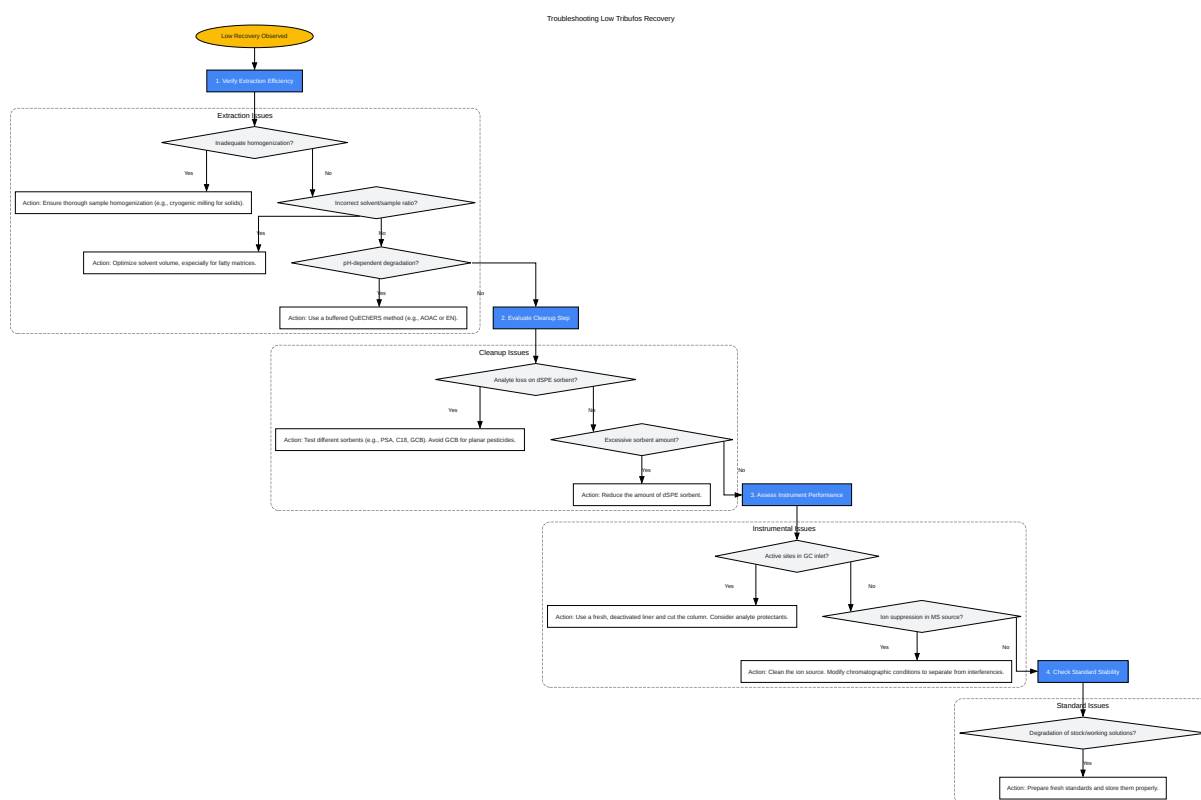 Troubleshooting Low Tribufos Recovery
Low Recovery Observed
1. Verify Extraction Efficiency
Extraction Issues
Inadequate homogenization?
Yes
No
Action: Ensure thorough sample homogenization (e.g., cryogenic milling for solids).
Incorrect solvent/sample ratio?
Yes
No
Action: Optimize solvent volume, especially for fatty matrices.
pH-dependent degradation?
Yes
No
Action: Use a buffered QuEChERS method (e.g., AOAC or EN).
2. Evaluate Cleanup Step
Cleanup Issues
Analyte loss on dSPE sorbent?
Yes
No
Action: Test different sorbents (e.g., PSA, C18, GCB). Avoid GCB for planar pesticides.
Excessive sorbent amount?
Yes
No
Action: Reduce the amount of dSPE sorbent.
3. Assess Instrument Performance
Instrumental Issues
Active sites in GC inlet?
Yes
No
Action: Use a fresh, deactivated liner and cut the column. Consider analyte protectants.
Ion suppression in MS source?
Yes
No
Action: Clean the ion source. Modify chromatographic conditions to separate from interferences.
4. Check Standard Stability
Standard Issues
Degradation of stock/working solutions?
Yes
Action: Prepare fresh standards and store them properly.